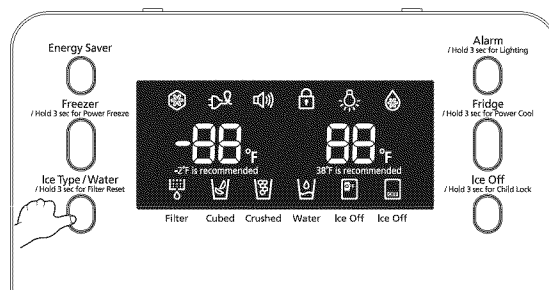 Energy Saver
Alarm
/ Hold 3 sec for Lighting
Freezer
/ Hold 3 sec for Power Freeze
Fridge
/ Hold 3 sec for Power Cool
-88 °F
88 °F
-2°F is recommended
38°F is recommended
Ice Type / Water
/ Hold 3 sec for Filter Reset
Ice Off
/ Hold 3 sec for Child Lock
Filter Cubed Crushed Water Ice Off Ice Off